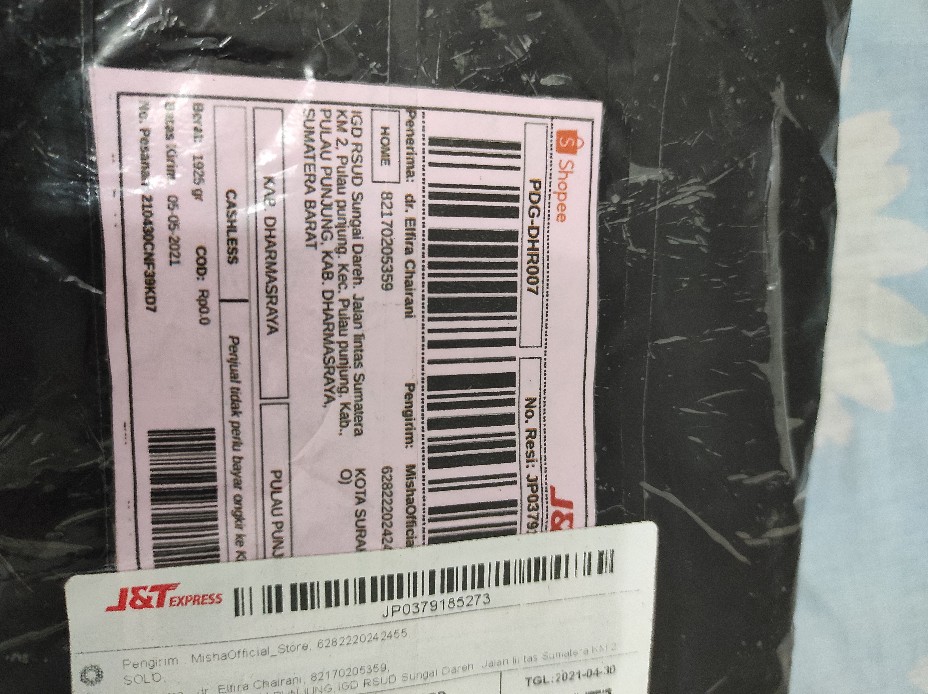 Shopee
J&
PDG-DHR007
No. Resi: JP0379
Penerima: dr. Elfira Chairani
Pengirim: MishaOfficia
HOME
82170205359
6282220242
IGD RSUD Sungai Dareh. Jalan lintas Sumatera
KM 2, Pulau punjung. Kec. Pulau punjung, Kab..
PULAU PUNJUNG, KAB. DHARMASRAYA,
SUMATERA BARAT
KOTA SURA
O)
KAB. DHARMASRAYA
PULAU PUNJ
CASHLESS
Penjual tidak perlu bayar ongkir ke K
Berat: 1925 gr
COD: Rp0.0
Batas Kirim 05-05-2021
No. Pesanan 210430CNF39K07
J&T EXPRESS
JP0379185273
Pengirim MishaOfficial_Store, 6282220242455
SOLD
dr. Elfira Chairani, 82170205359,
PUNJUNG, IGD RSUD Sungai Dareh. Jalan lintas Sumatera KM 2
TGL:2021-04-30